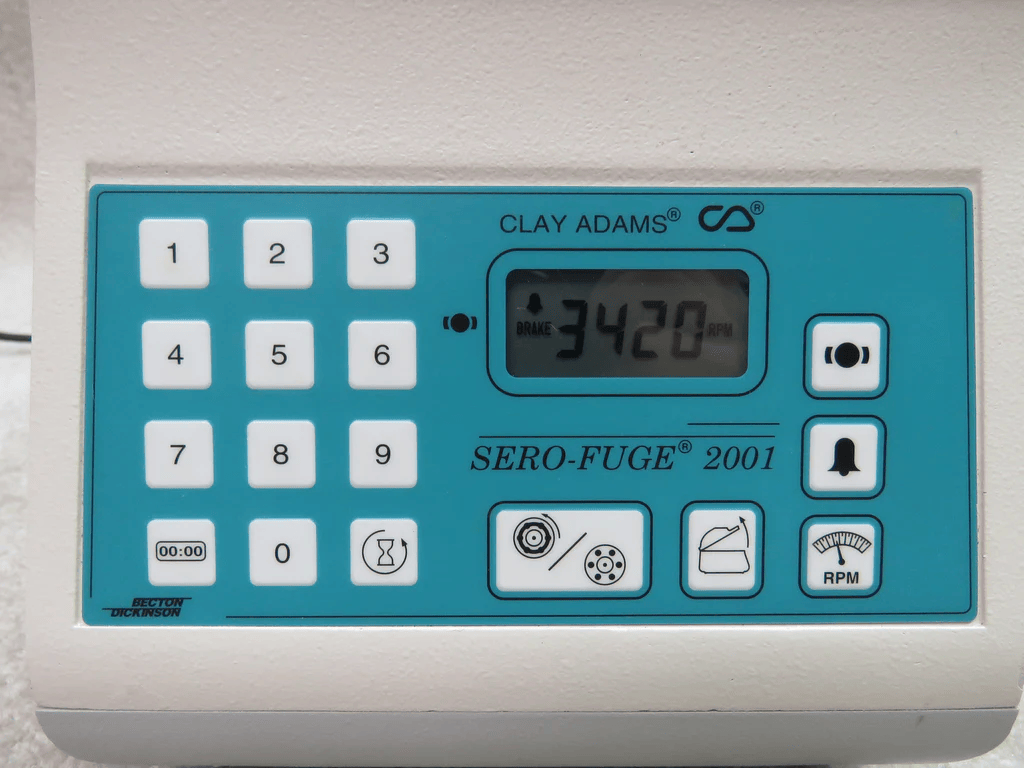 CLAY ADAMS®
®
1 2 3
BRAKE 3420 RPM
4 5 6
7 8 9
SERO-FUGE® 2001
00:00 0
RPM
BECTON
DICKINSON